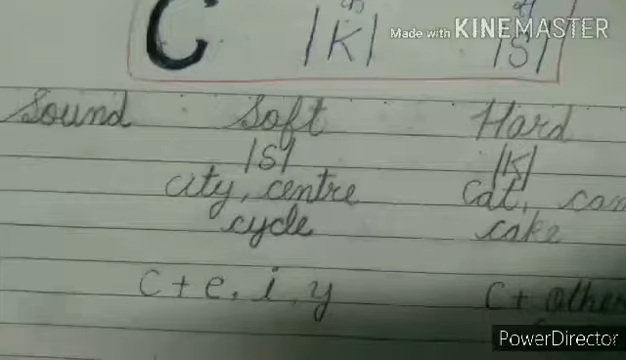 Made with KINEMASTER
C |K| |S|
Sound Soft Hard
|S| |K|
city, centre cat,
cycle cake
C + e, i, y C + other
PowerDirector